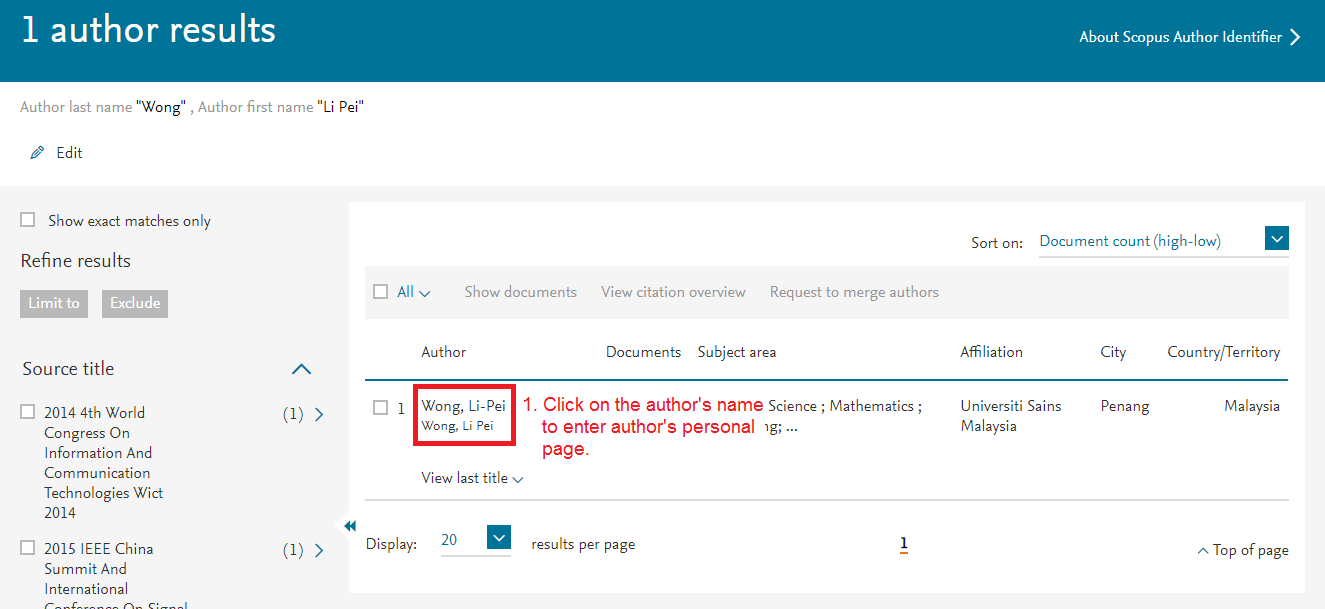 1 author results
About Scopus Author Identifier
Author last name "Wong" , Author first name "Li Pei"
Edit
Show exact matches only
Refine results
Limit to Exclude
Source title
2014 4th World (1)
Congress On
Information And
Communication
Technologies Wict
2014
2015 IEEE China (1)
Summit And
International
Conference On Signal
Sort on: Document count (high-low)
All Show documents View citation overview Request to merge authors
Author Documents Subject area Affiliation City Country/Territory
1 Wong, Li-Pei 1. Click on the author's name Science ; Mathematics ; Universiti Sains Penang Malaysia
Wong, Li Pei to enter author's personal ng; ... Malaysia
page.
View last title
Display: 20 results per page 1 Top of page